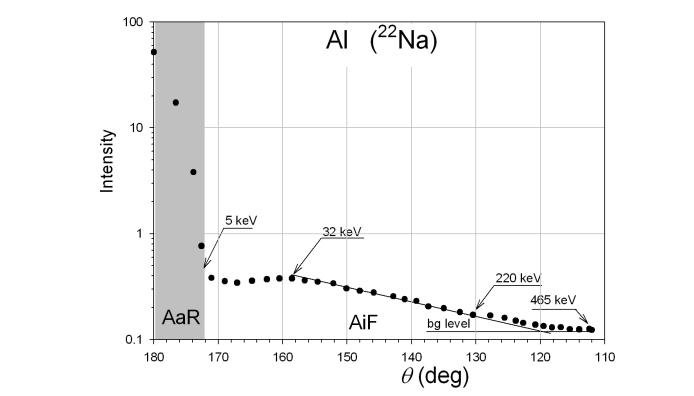 100
Al (²²Na)
10
Intensity
5 keV
32 keV
1
220 keV
465 keV
AaR
AiF
bg level
0.1
180 170 160 150 140 130 120 110
θ (deg)